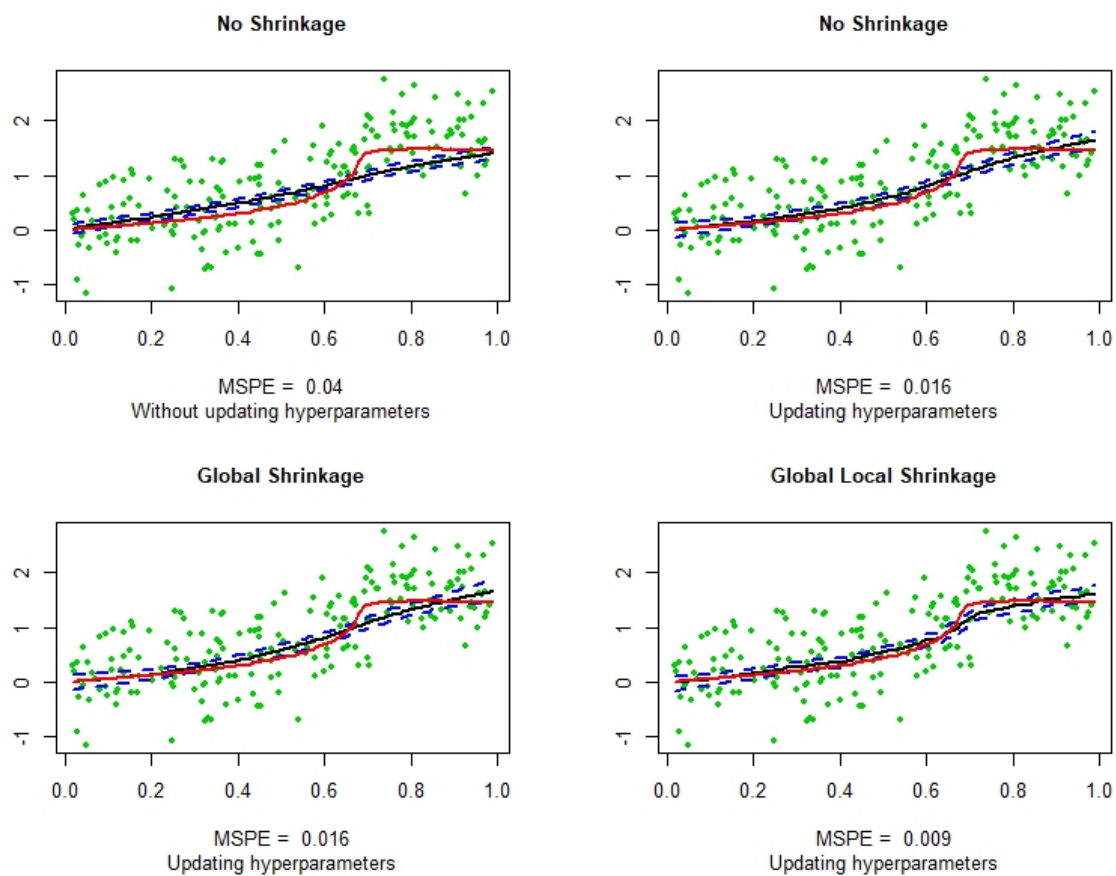 No Shrinkage
2
1
0
-1
0.0 0.2 0.4 0.6 0.8 1.0
MSPE = 0.04
Without updating hyperparameters
No Shrinkage
2
1
0
-1
0.0 0.2 0.4 0.6 0.8 1.0
MSPE = 0.016
Updating hyperparameters
Global Shrinkage
2
1
0
-1
0.0 0.2 0.4 0.6 0.8 1.0
MSPE = 0.016
Updating hyperparameters
Global Local Shrinkage
2
1
0
-1
0.0 0.2 0.4 0.6 0.8 1.0
MSPE = 0.009
Updating hyperparameters